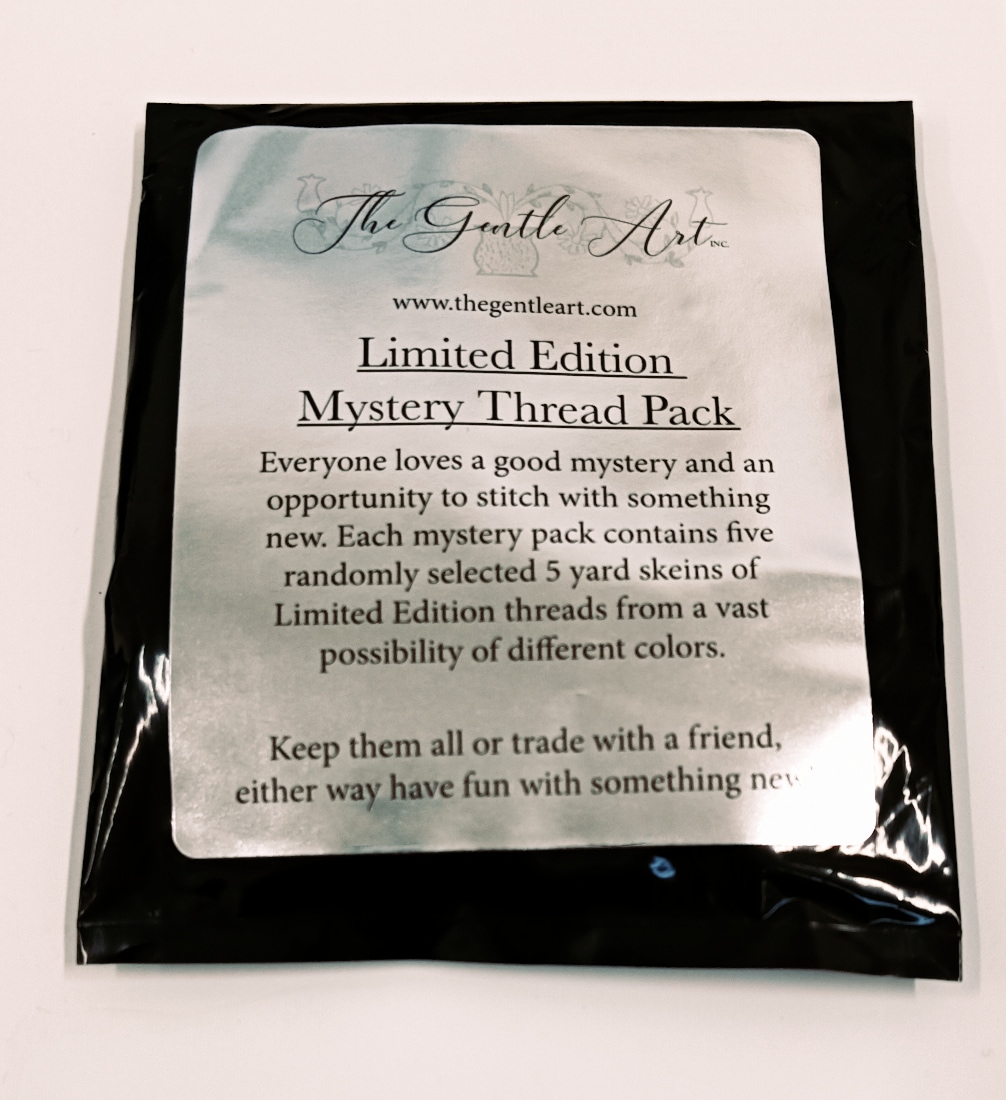 The Gentle Art INC.
www.thegentleart.com
Limited Edition
Mystery Thread Pack
Everyone loves a good mystery and an
opportunity to stitch with something
new. Each mystery pack contains five
randomly selected 5 yard skeins of
Limited Edition threads from a vast
possibility of different colors.
Keep them all or trade with a friend,
either way have fun with something